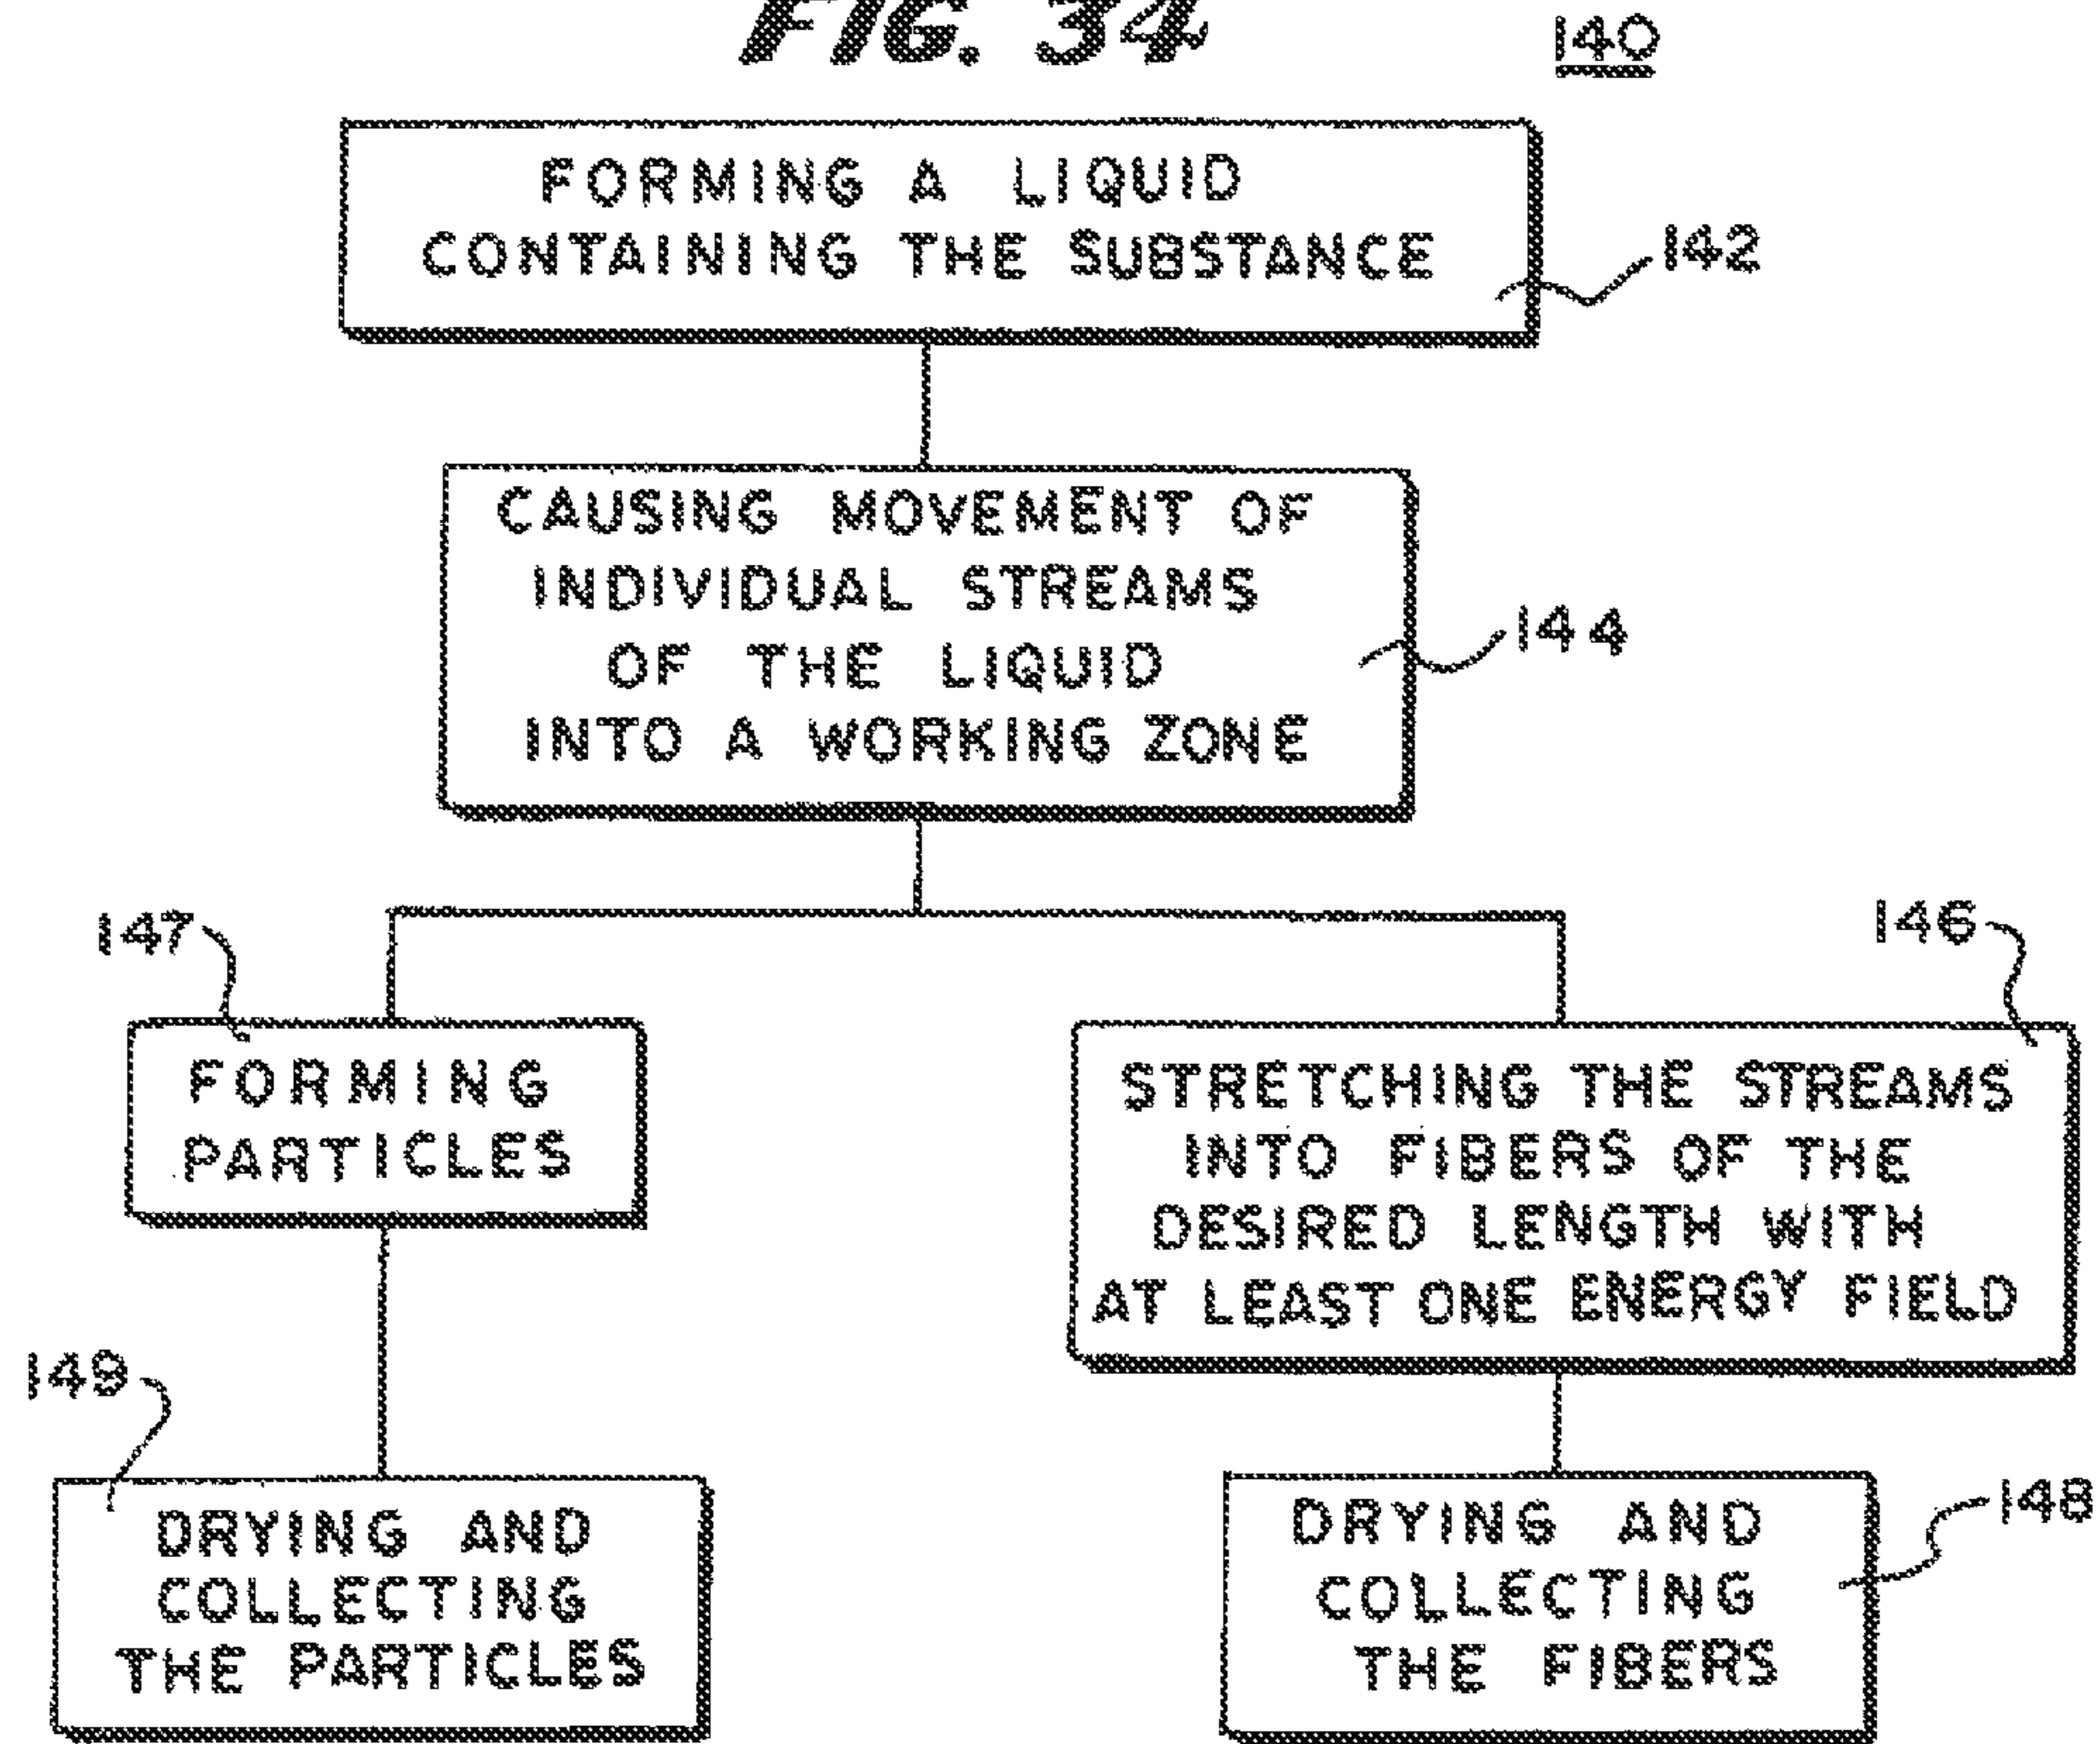 FIG. 34
140
FORMING A LIQUID
CONTAINING THE SUBSTANCE
142
CAUSING MOVEMENT OF
INDIVIDUAL STREAMS
OF THE LIQUID
INTO A WORKING ZONE
144
147
FORMING
PARTICLES
146
STRETCHING THE STREAMS
INTO FIBERS OF THE
DESIRED LENGTH WITH
AT LEAST ONE ENERGY FIELD
149
DRYING AND
COLLECTING
THE PARTICLES
DRYING AND
COLLECTING
THE FIBERS
148